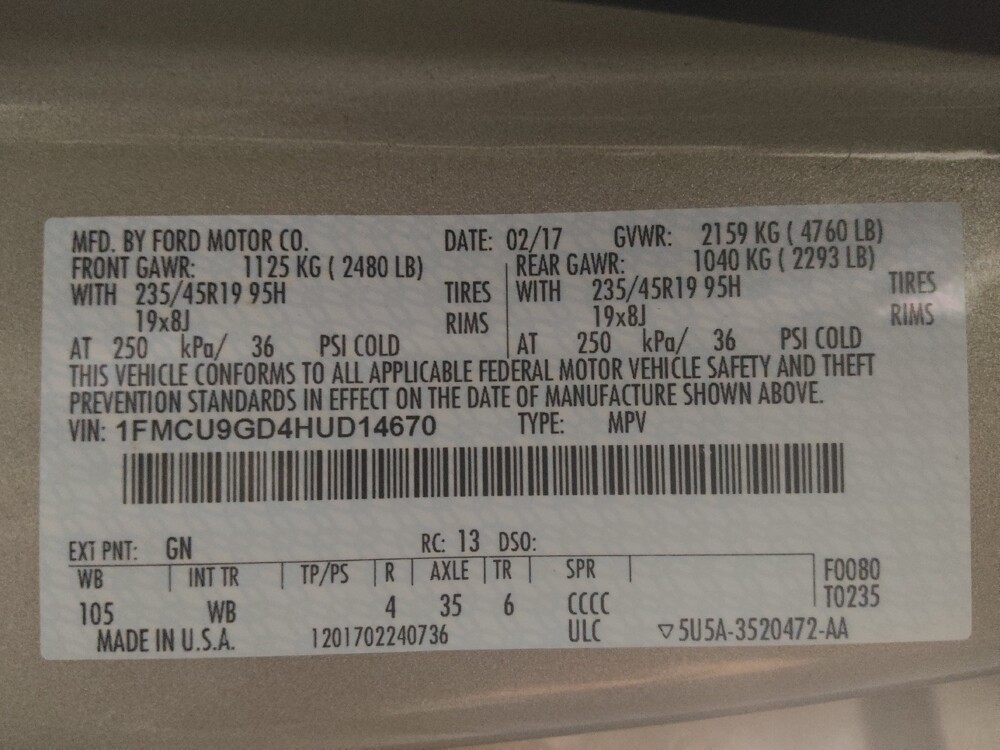 MFD. BY FORD MOTOR CO. DATE: 02/17 GVWR: 2159 KG ( 4760 LB)
FRONT GAWR: 1125 KG ( 2480 LB) REAR GAWR: 1040 KG ( 2293 LB)
WITH 235/45R19 95H TIRES WITH 235/45R19 95H TIRES
19x8J RIMS 19x8J RIMS
AT 250 kPa/ 36 PSI COLD AT 250 kPa/ 36 PSI COLD
THIS VEHICLE CONFORMS TO ALL APPLICABLE FEDERAL MOTOR VEHICLE SAFETY AND THEFT
PREVENTION STANDARDS IN EFFECT ON THE DATE OF MANUFACTURE SHOWN ABOVE.
VIN: 1FMCU9GD4HUD14670 TYPE: MPV
EXT PNT: GN RC: 13 DSO:
WB INT TR TP/PS R AXLE TR SPR F0080
105 WB 4 35 6 CCCC T0235
MADE IN U.S.A. 1201702240736 ULC ▽5U5A-3520472-AA